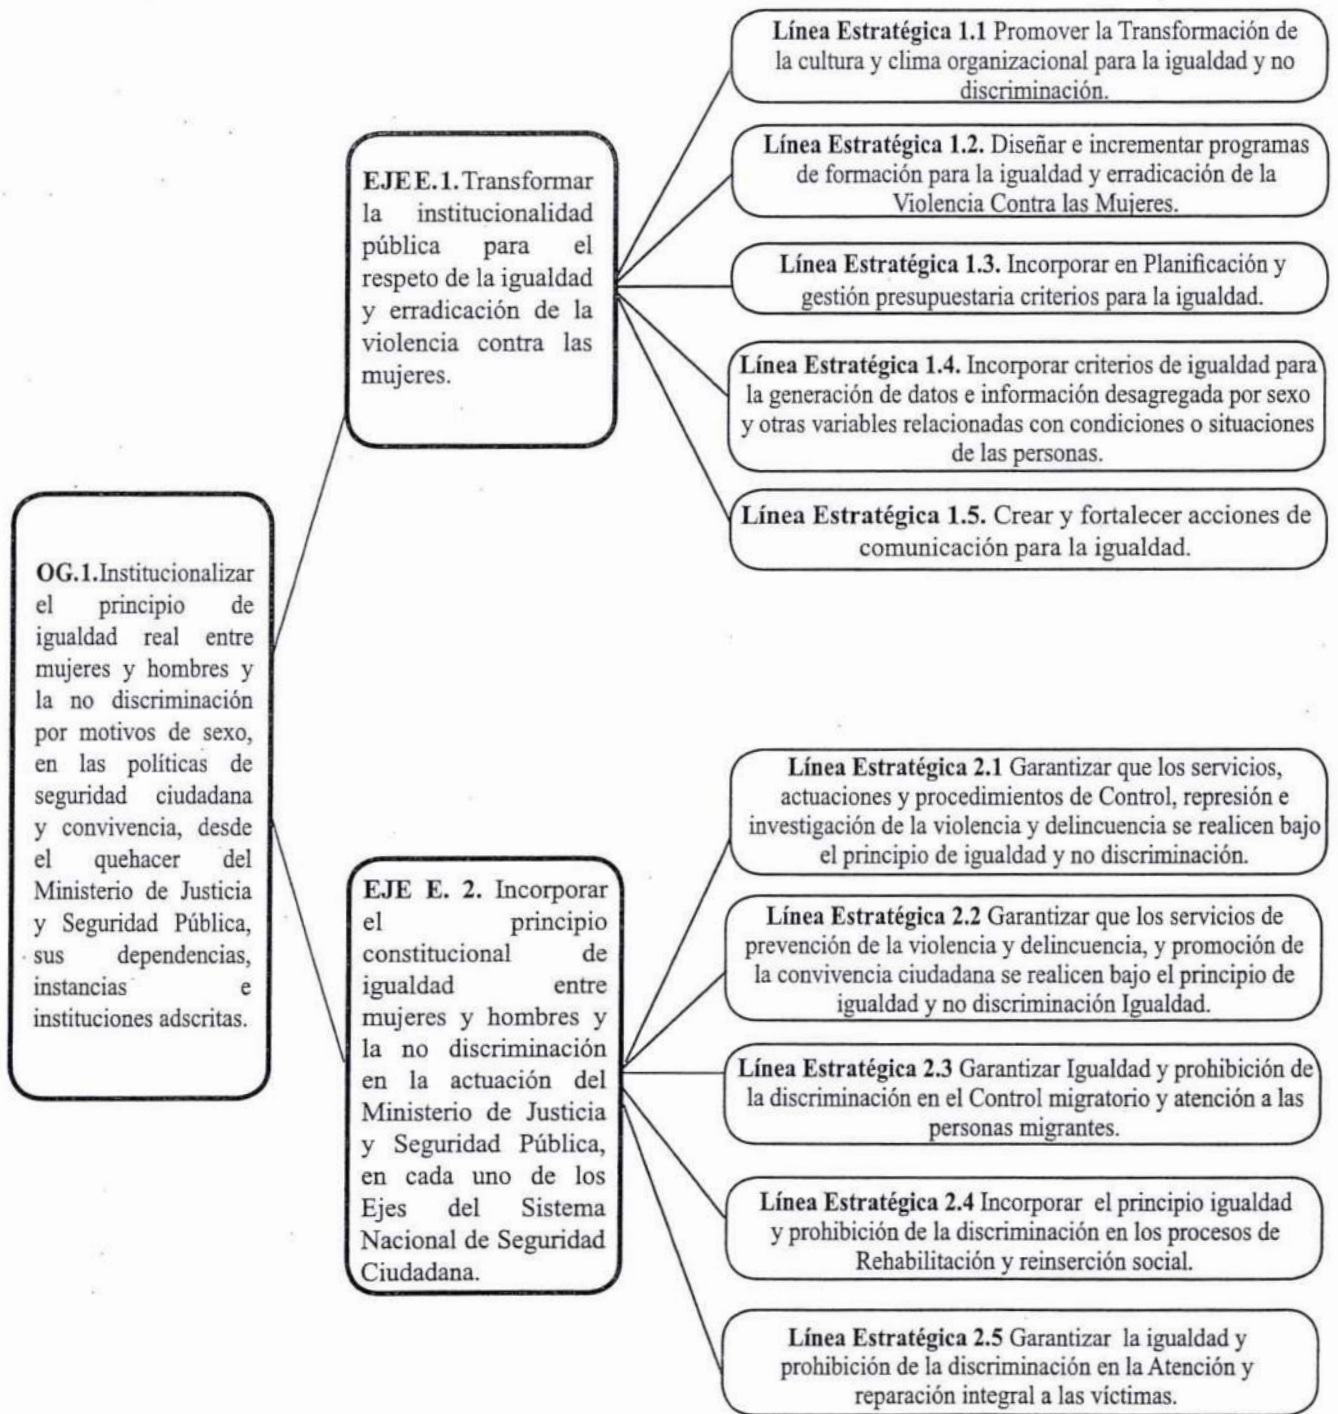 OG.1.Institucionalizar
el principio de
igualdad real entre
mujeres y hombres y
la no discriminación
por motivos de sexo,
en las políticas de
seguridad ciudadana
y convivencia, desde
el quehacer del
Ministerio de Justicia
y Seguridad Pública,
sus dependencias,
instancias e
instituciones adscritas.
EJE E.1.Transformar
la institucionalidad
pública para el
respeto de la igualdad
y erradicación de la
violencia contra las
mujeres.
Línea Estratégica 1.1 Promover la Transformación de
la cultura y clima organizacional para la igualdad y no
discriminación.
Línea Estratégica 1.2. Diseñar e incrementar programas
de formación para la igualdad y erradicación de la
Violencia Contra las Mujeres.
Línea Estratégica 1.3. Incorporar en Planificación y
gestión presupuestaria criterios para la igualdad.
Línea Estratégica 1.4. Incorporar criterios de igualdad para
la generación de datos e información desagregada por sexo
y otras variables relacionadas con condiciones o situaciones
de las personas.
Línea Estratégica 1.5. Crear y fortalecer acciones de
comunicación para la igualdad.
EJE E. 2. Incorporar
el principio
constitucional de
igualdad entre
mujeres y hombres y
la no discriminación
en la actuación del
Ministerio de Justicia
y Seguridad Pública,
en cada uno de los
Ejes del Sistema
Nacional de Seguridad
Ciudadana.
Línea Estratégica 2.1 Garantizar que los servicios,
actuaciones y procedimientos de Control, represión e
investigación de la violencia y delincuencia se realicen bajo
el principio de igualdad y no discriminación.
Línea Estratégica 2.2 Garantizar que los servicios de
prevención de la violencia y delincuencia, y promoción de
la convivencia ciudadana se realicen bajo el principio de
igualdad y no discriminación Igualdad.
Línea Estratégica 2.3 Garantizar Igualdad y prohibición de
la discriminación en el Control migratorio y atención a las
personas migrantes.
Línea Estratégica 2.4 Incorporar el principio igualdad
y prohibición de la discriminación en los procesos de
Rehabilitación y reinserción social.
Línea Estratégica 2.5 Garantizar la igualdad y
prohibición de la discriminación en la Atención y
reparación integral a las víctimas.